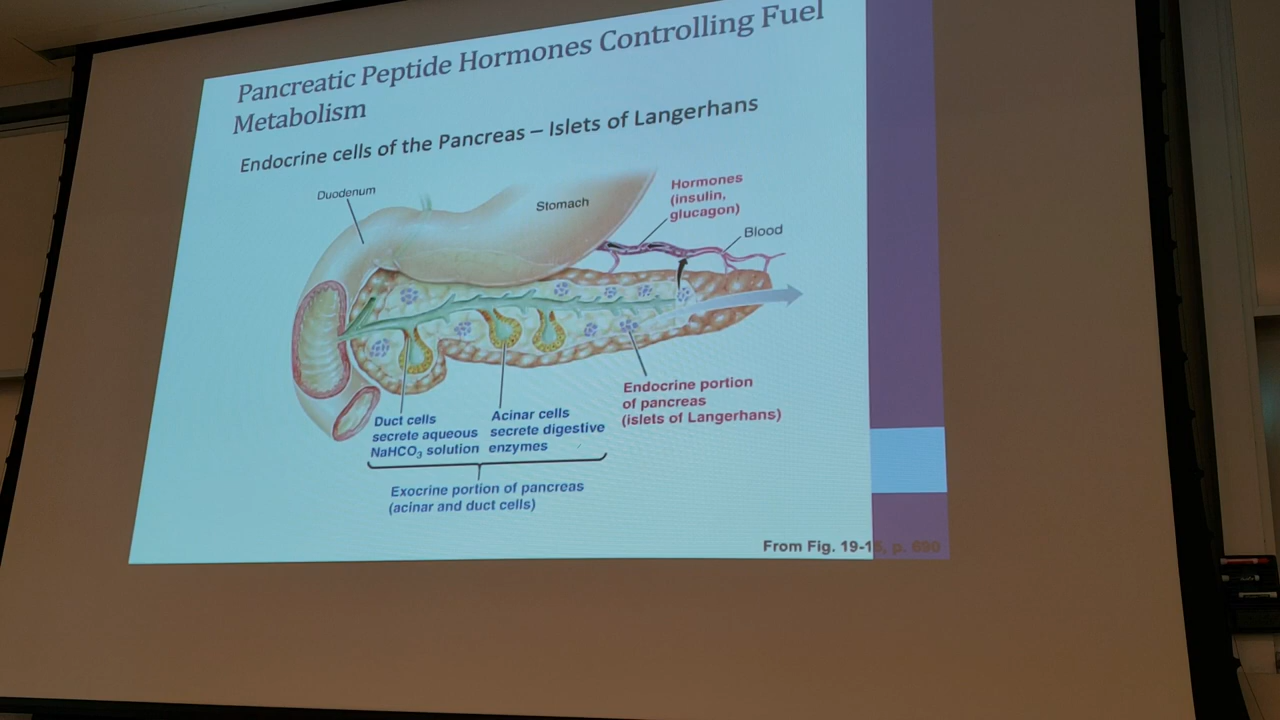 Pancreatic Peptide Hormones Controlling Fuel
Metabolism
Endocrine cells of the Pancreas – Islets of Langerhans
Duodenum
Stomach
Hormones
(insulin,
glucagon)
Blood
Endocrine portion
of pancreas
(islets of Langerhans)
Duct cells
secrete aqueous
NaHCO₃ solution
Acinar cells
secrete digestive
enzymes
Exocrine portion of pancreas
(acinar and duct cells)
From Fig. 19-15, p. 690